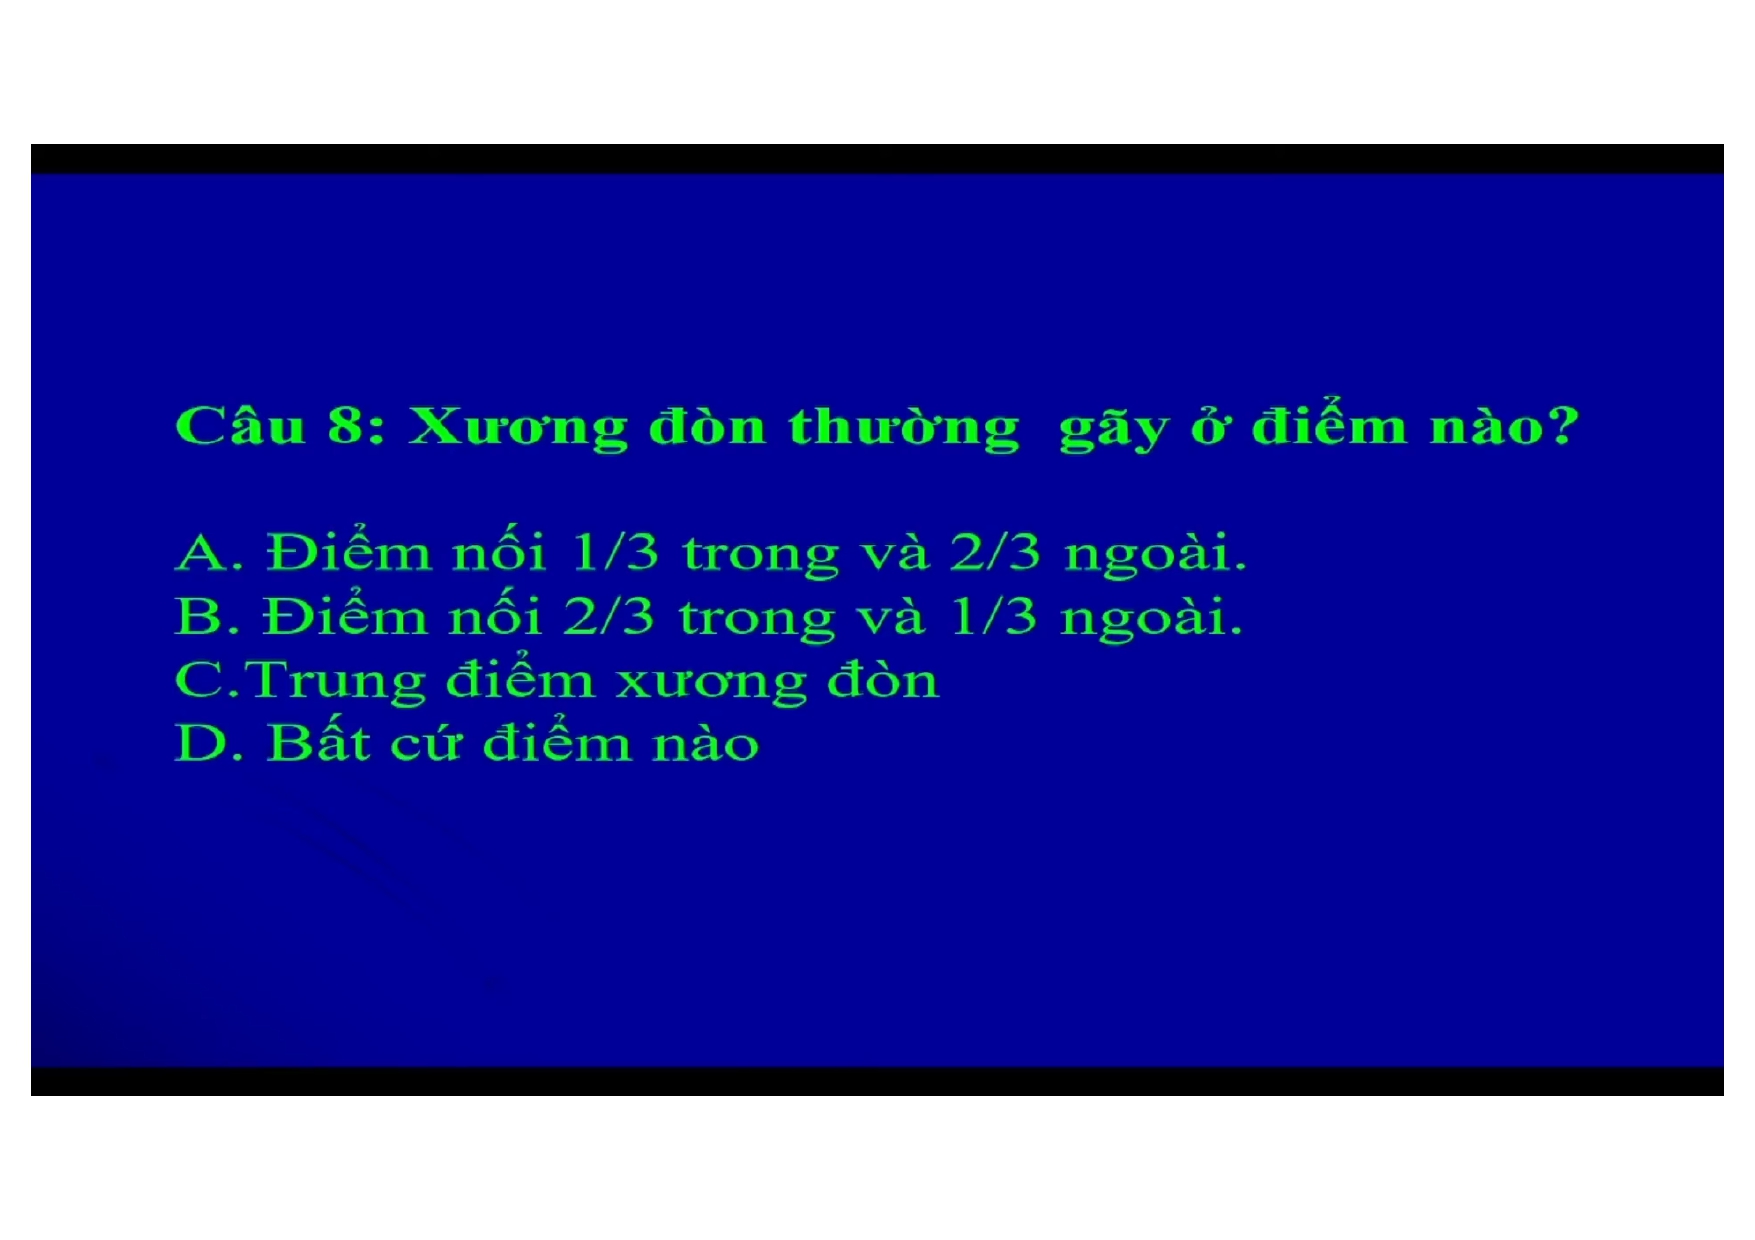 Câu 8: Xương đòn thường gãy ở điểm nào?
A. Điểm nối 1/3 trong và 2/3 ngoài.
B. Điểm nối 2/3 trong và 1/3 ngoài.
C.Trung điểm xương đòn
D. Bất cứ điểm nào